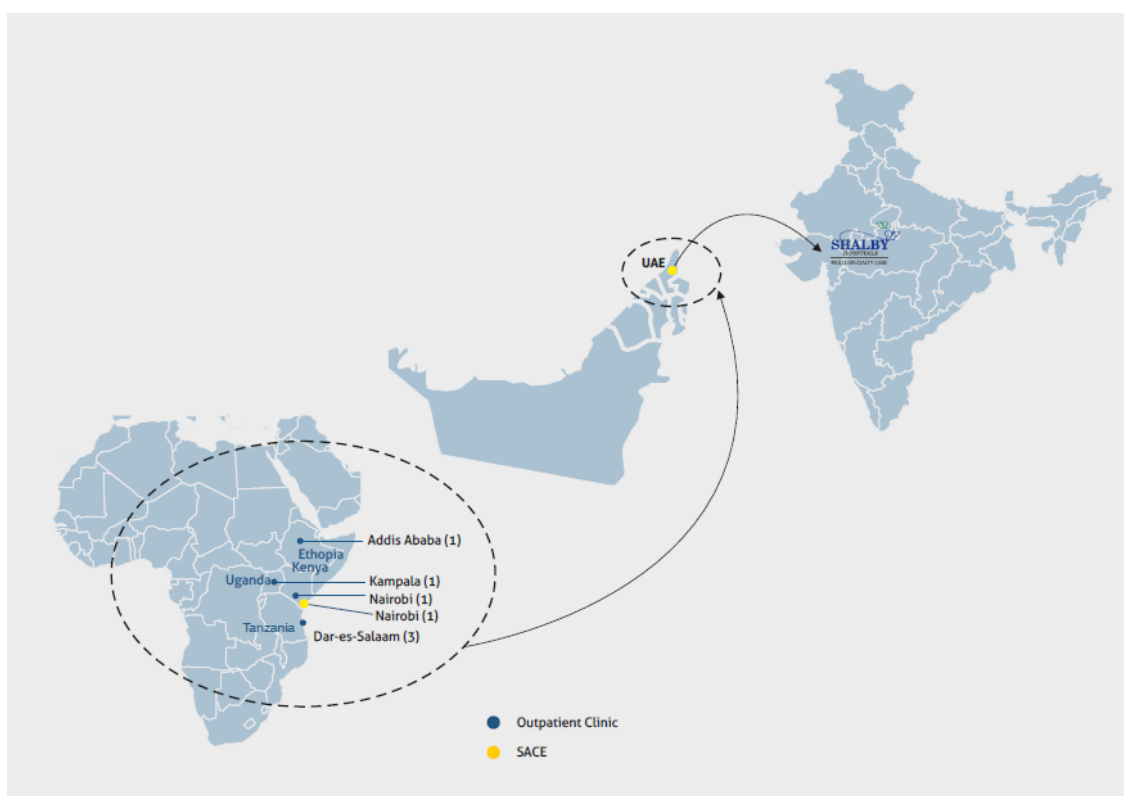 SHALBY
HOSPITALS
MULTI-SPECIALTY CARE
UAE
Addis Ababa (1)
Ethopia
Kenya
Uganda
Kampala (1)
Nairobi (1)
Nairobi (1)
Tanzania
Dar-es-Salaam (3)
Outpatient Clinic
SACE